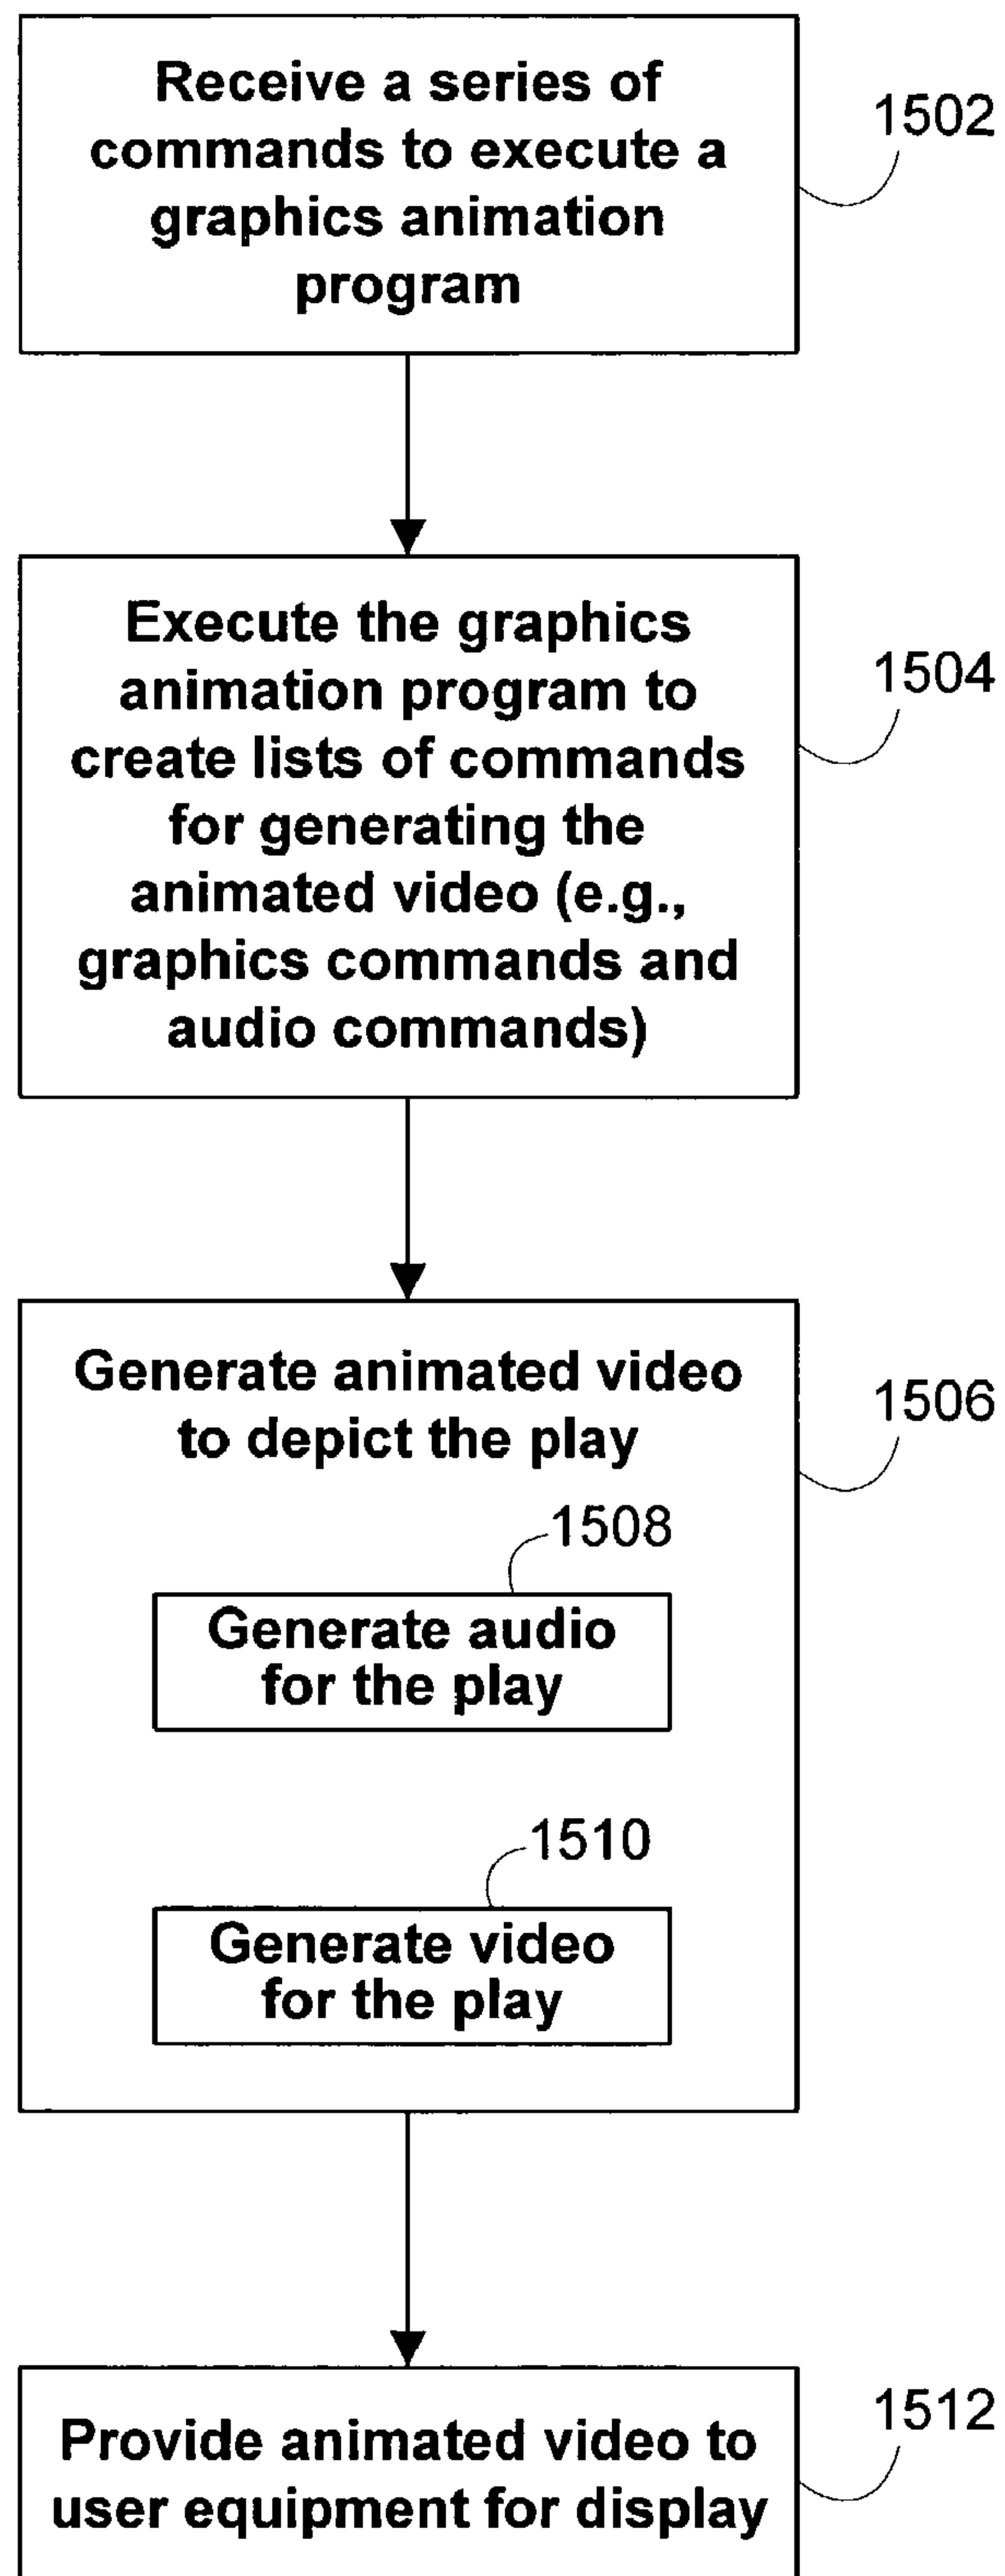 Receive a series of
commands to execute a
graphics animation
program
1502
Execute the graphics
animation program to
create lists of commands
for generating the
animated video (e.g.,
graphics commands and
audio commands)
1504
Generate animated video
to depict the play
1506
1508
Generate audio
for the play
1510
Generate video
for the play
Provide animated video to
user equipment for display
1512